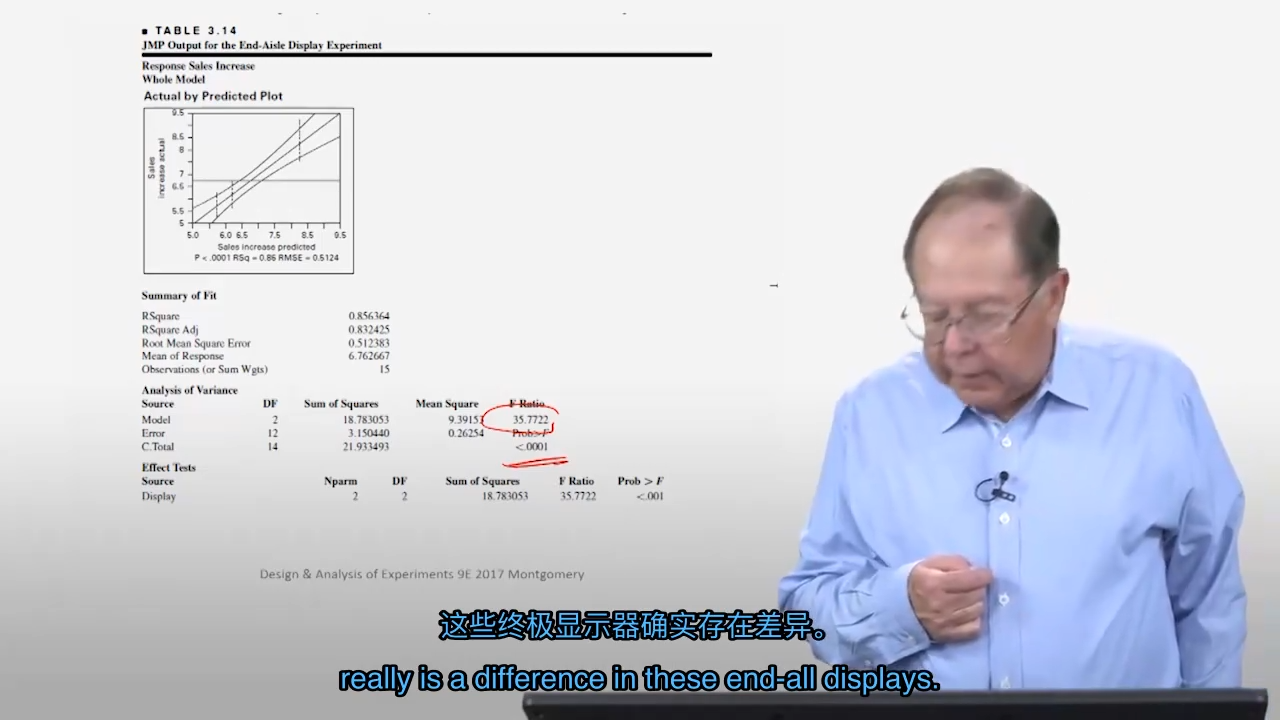 ■ TABLE 3.14
JMP Output for the End-Aisle Display Experiment
Response Sales Increase
Whole Model
Actual by Predicted Plot
Sales
increase actual
9.5
8.5
8
7
6.5
5.5
5
5.0 6.0 6.5 7.5 8.5 9.5
Sales increase predicted
P < .0001 RSq = 0.86 RMSE = 0.5124
Summary of Fit
RSquare 0.856364
RSquare Adj 0.832425
Root Mean Square Error 0.512383
Mean of Response 6.762667
Observations (or Sum Wgts) 15
Analysis of Variance
Source DF Sum of Squares Mean Square F Ratio
Model 2 18.783053 9.39153 35.7722
Error 12 3.150440 0.26254 Prob>F
C.Total 14 21.933493 <.0001
Effect Tests
Source Nparm DF Sum of Squares F Ratio Prob > F
Display 2 2 18.783053 35.7722 <.001
Design & Analysis of Experiments 9E 2017 Montgomery
这些终极显示器确实存在差异。
really is a difference in these end-all displays.